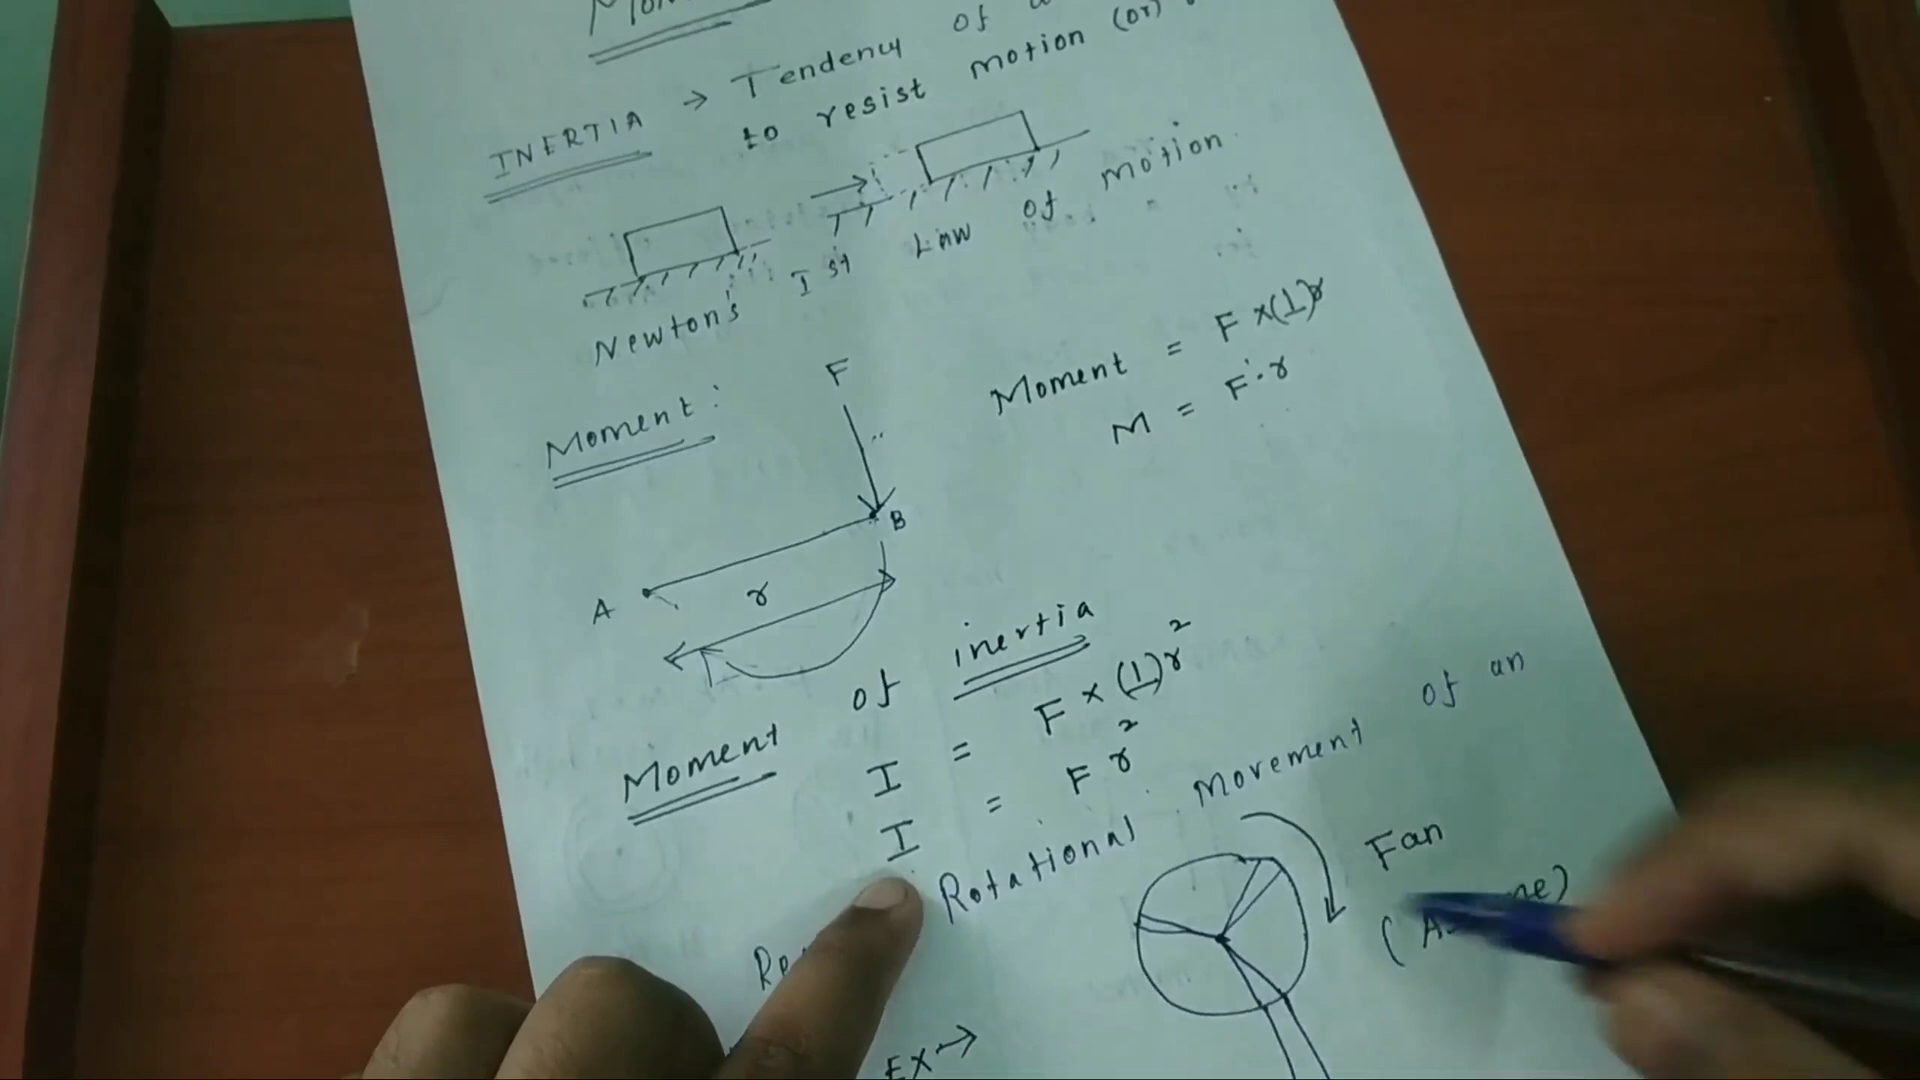 INERTIA → Tendency of a
to resist motion (or)
Newton's Ist Law of motion
Moment:
F
B
A
r
Moment = F × (⊥)r
M = F·r
Moment of inertia
I = F × (⊥)r²
I = F r²
Rotational Movement of an
Fan
EX →